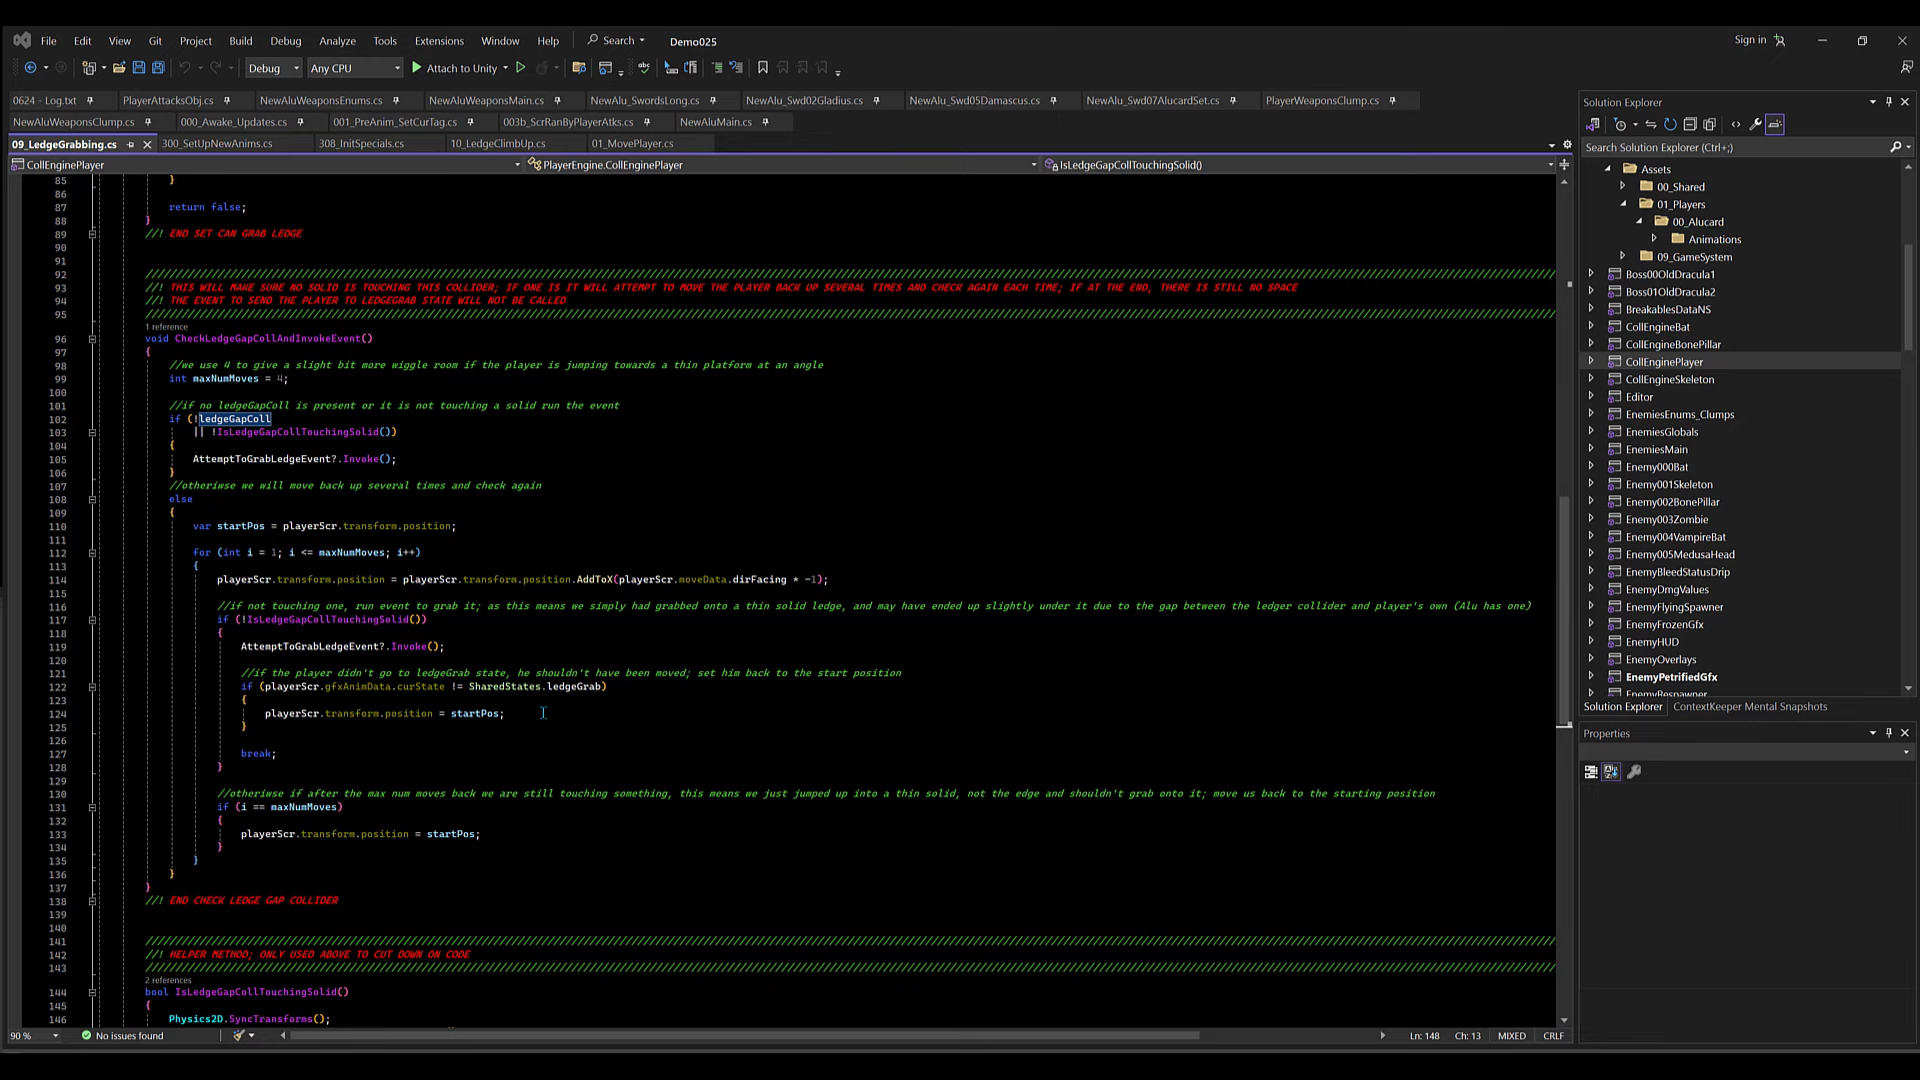 File Edit View Git Project Build Debug Analyze Tools Extensions Window Help Search Demo025 Sign in
Debug Any CPU Attach to Unity
0624 - Log.txt PlayerAttacksObj.cs NewAluWeaponsEnums.cs NewAluWeaponsMain.cs NewAlu_SwordsLong.cs NewAlu_Swd02Gladius.cs NewAlu_Swd05Damascus.cs NewAlu_Swd07AlucardSet.cs PlayerWeaponsClump.cs
NewAluWeaponsClump.cs 000_Awake_Updates.cs 001_PreAnim_SetCurTag.cs 003b_ScrRanByPlayerAtks.cs NewAluMain.cs
09_LedgeGrabbing.cs 300_SetUpNewAnims.cs 308_InitSpecials.cs 10_LedgeClimbUp.cs 01_MovePlayer.cs
CollEnginePlayer PlayerEngine.CollEnginePlayer IsLedgeGapCollTouchingSolid()
85 }
86
87 return false;
88 }
89 //! END SET CAN GRAB LEDGE
90
91
92 ////////////////////////////////////////////////////////////////////////////////
93 //! THIS WILL MAKE SURE NO SOLID IS TOUCHING THIS COLLIDER; IF ONE IS IT WILL ATTEMPT TO MOVE THE PLAYER BACK UP SEVERAL TIMES AND CHECK AGAIN EACH TIME; IF AT THE END, THERE IS STILL NO SPACE
94 //! THE EVENT TO SEND THE PLAYER TO LEDGEGRAB STATE WILL NOT BE CALLED
95 ////////////////////////////////////////////////////////////////////////////////
1 reference
96 void CheckLedgeGapCollAndInvokeEvent()
97 {
98 //we use 4 to give a slight bit more wiggle room if the player is jumping towards a thin platform at an angle
99 int maxNumMoves = 4;
100
101 //if no ledgeGapColl is present or it is not touching a solid run the event
102 if (!ledgeGapColl
103 || !IsLedgeGapCollTouchingSolid())
104 {
105 AttemptToGrabLedgeEvent?.Invoke();
106 }
107 //otheriwse we will move back up several times and check again
108 else
109 {
110 var startPos = playerScr.transform.position;
111
112 for (int i = 1; i <= maxNumMoves; i++)
113 {
114 playerScr.transform.position = playerScr.transform.position.AddToX(playerScr.moveData.dirFacing * -1);
115
116 //if not touching one, run event to grab it; as this means we simply had grabbed onto a thin solid ledge, and may have ended up slightly under it due to the gap between the ledger collider and player's own (Alu has one)
117 if (!IsLedgeGapCollTouchingSolid())
118 {
119 AttemptToGrabLedgeEvent?.Invoke();
120
121 //if the player didn't go to ledgeGrab state, he shouldn't have been moved; set him back to the start position
122 if (playerScr.gfxAnimData.curState != SharedStates.ledgeGrab)
123 {
124 playerScr.transform.position = startPos;
125 }
126
127 break;
128 }
129
130 //otheriwse if after the max num moves back we are still touching something, this means we just jumped up into a thin solid, not the edge and shouldn't grab onto it; move us back to the starting position
131 if (i == maxNumMoves)
132 {
133 playerScr.transform.position = startPos;
134 }
135 }
136 }
137 }
138 //! END CHECK LEDGE GAP COLLIDER
139
140
141 ////////////////////////////////////////////////////////////////////////////////
142 //! HELPER METHOD; ONLY USED ABOVE TO CUT DOWN ON CODE
143 ////////////////////////////////////////////////////////////////////////////////
2 references
144 bool IsLedgeGapCollTouchingSolid()
145 {
146 Physics2D.SyncTransforms();
90 % No issues found Ln: 148 Ch: 13 MIXED CRLF
Solution Explorer
Search Solution Explorer (Ctrl+;)
Assets
00_Shared
01_Players
00_Alucard
Animations
09_GameSystem
Boss00OldDracula1
Boss01OldDracula2
BreakablesDataNS
CollEngineBat
CollEngineBonePillar
CollEnginePlayer
CollEngineSkeleton
Editor
EnemiesEnums_Clumps
EnemiesGlobals
EnemiesMain
Enemy000Bat
Enemy001Skeleton
Enemy002BonePillar
Enemy003Zombie
Enemy004VampireBat
Enemy005MedusaHead
EnemyBleedStatusDrip
EnemyDmgValues
EnemyFlyingSpawner
EnemyFrozenGfx
EnemyHUD
EnemyOverlays
EnemyPetrifiedGfx
EnemyRespawner
Solution Explorer ContextKeeper Mental Snapshots
Properties